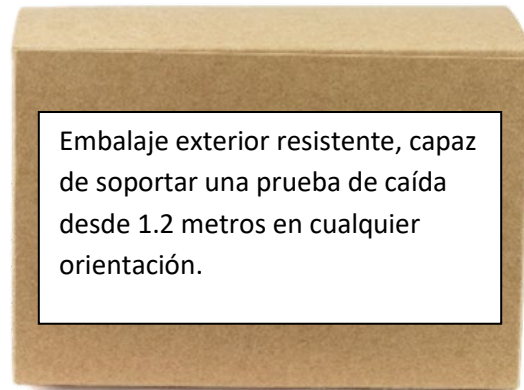 Embalaje exterior resistente, capaz
de soportar una prueba de caída
desde 1.2 metros en cualquier
orientación.